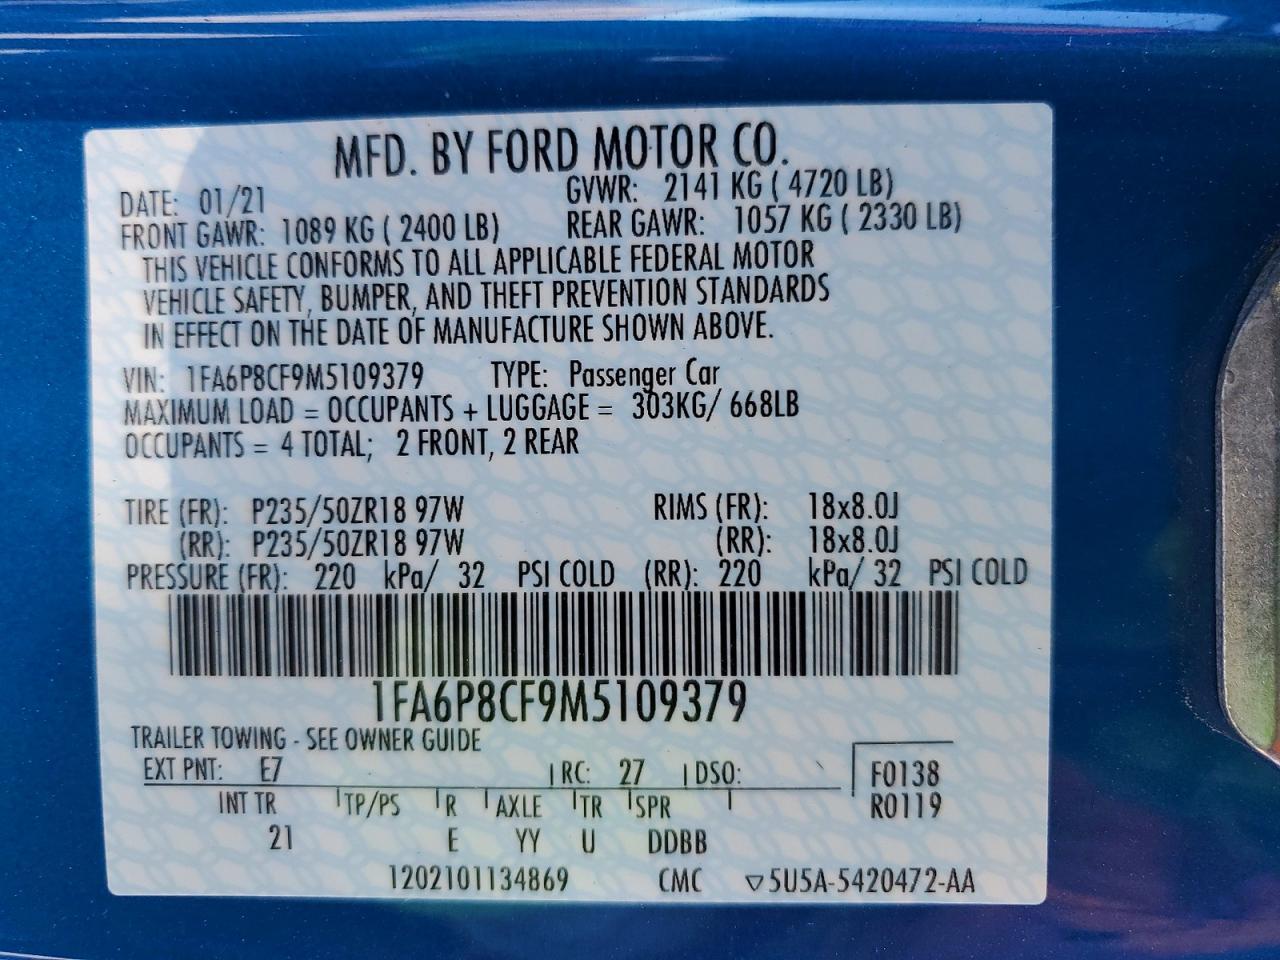 MFD. BY FORD MOTOR CO.
DATE: 01/21 GVWR: 2141 KG ( 4720 LB)
FRONT GAWR: 1089 KG ( 2400 LB) REAR GAWR: 1057 KG ( 2330 LB)
THIS VEHICLE CONFORMS TO ALL APPLICABLE FEDERAL MOTOR
VEHICLE SAFETY, BUMPER, AND THEFT PREVENTION STANDARDS
IN EFFECT ON THE DATE OF MANUFACTURE SHOWN ABOVE.
VIN: 1FA6P8CF9M5109379 TYPE: Passenger Car
MAXIMUM LOAD = OCCUPANTS + LUGGAGE = 303KG/ 668LB
OCCUPANTS = 4 TOTAL; 2 FRONT, 2 REAR
TIRE (FR): P235/50ZR18 97W RIMS (FR): 18x8.0J
(RR): P235/50ZR18 97W (RR): 18x8.0J
PRESSURE (FR): 220 kPa/ 32 PSI COLD (RR): 220 kPa/ 32 PSI COLD
1FA6P8CF9M5109379
TRAILER TOWING - SEE OWNER GUIDE
EXT PNT: E7 RC: 27 DSO: F0138
INT TR TP/PS R AXLE TR SPR R0119
21 E YY U DDBB
1202101134869 CMC ▽5U5A-5420472-AA